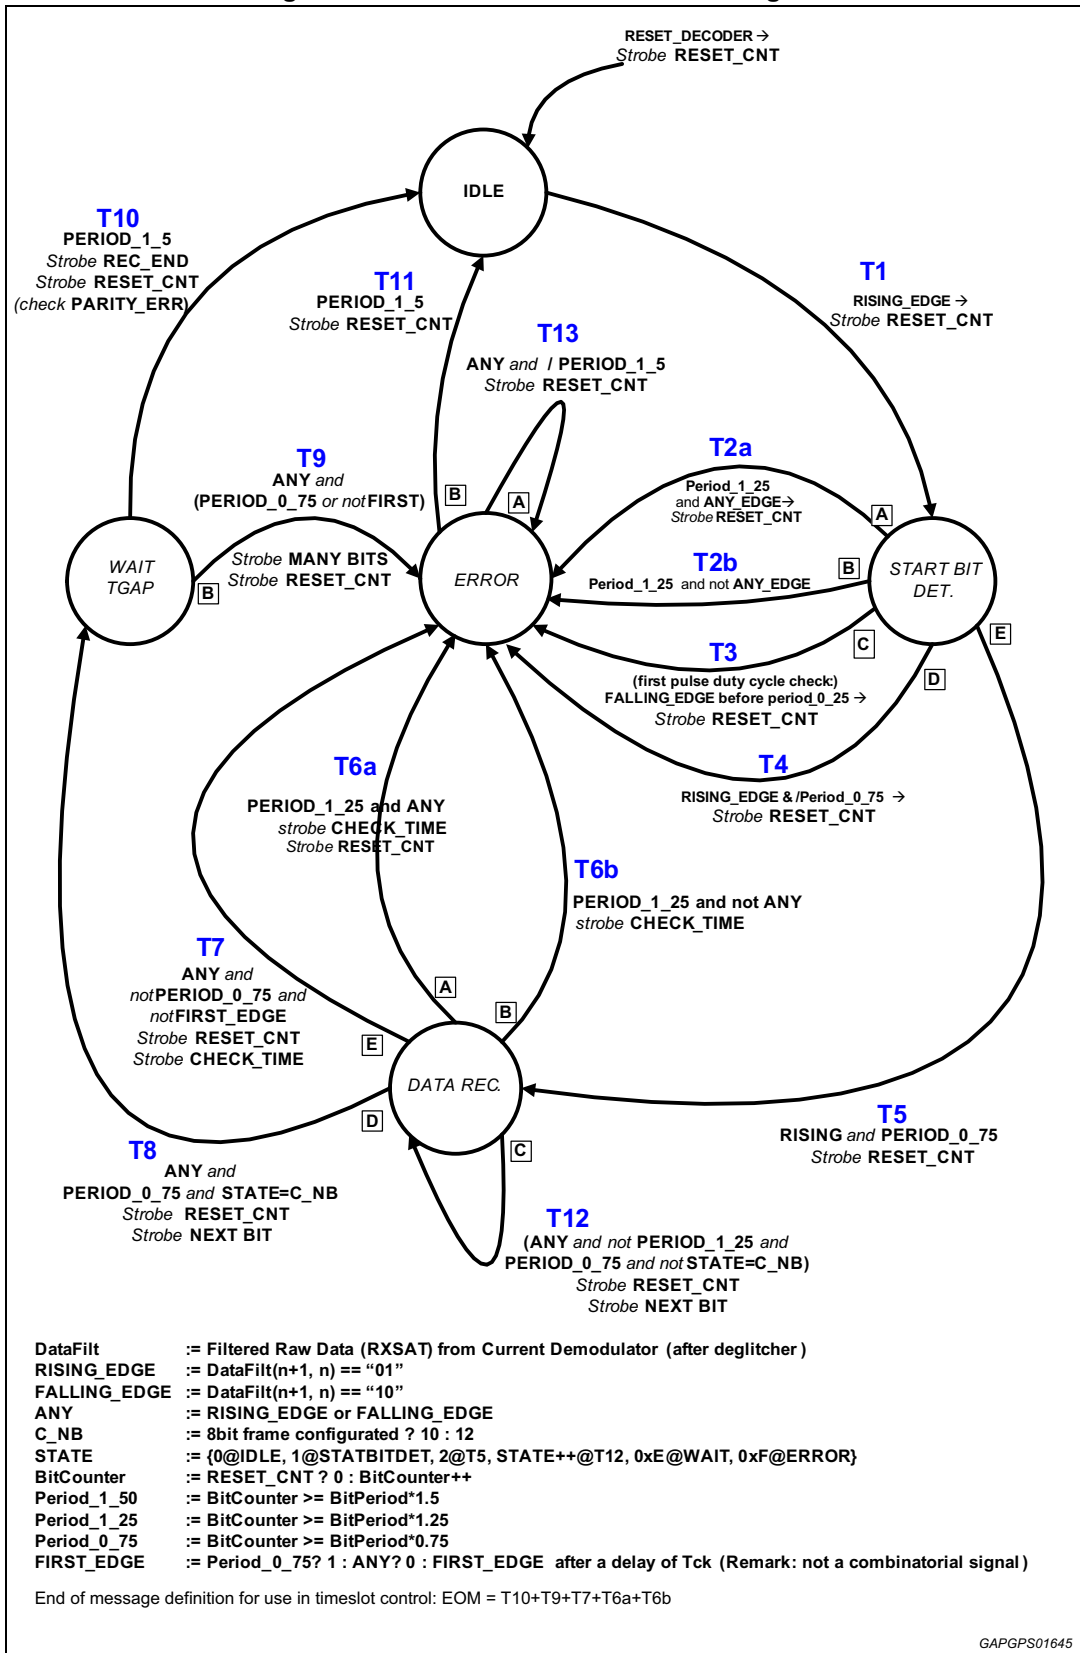 RESET_DECODER →
Strobe RESET_CNT
IDLE
T10
PERIOD_1_5
Strobe REC_END
Strobe RESET_CNT
(check PARITY_ERR)
T11
PERIOD_1_5
Strobe RESET_CNT
T1
RISING_EDGE →
Strobe RESET_CNT
T13
ANY and / PERIOD_1_5
Strobe RESET_CNT
T2a
Period_1_25
and ANY_EDGE→
Strobe RESET_CNT
T9
ANY and
(PERIOD_0_75 or not FIRST)
Strobe MANY BITS
Strobe RESET_CNT
B
A
A
WAIT
TGAP
B
ERROR
T2b
Period_1_25 and not ANY_EDGE
B
START BIT
DET.
E
C
D
T3
(first pulse duty cycle check:)
FALLING_EDGE before period_0_25 →
Strobe RESET_CNT
T4
RISING_EDGE & /Period_0_75 →
Strobe RESET_CNT
T6a
PERIOD_1_25 and ANY
strobe CHECK_TIME
Strobe RESET_CNT
T6b
PERIOD_1_25 and not ANY
strobe CHECK_TIME
T7
ANY and
not PERIOD_0_75 and
not FIRST_EDGE
Strobe RESET_CNT
Strobe CHECK_TIME
A
B
E
DATA REC.
D
C
T5
RISING and PERIOD_0_75
Strobe RESET_CNT
T8
ANY and
PERIOD_0_75 and STATE=C_NB
Strobe RESET_CNT
Strobe NEXT BIT
T12
(ANY and not PERIOD_1_25 and
PERIOD_0_75 and not STATE=C_NB)
Strobe RESET_CNT
Strobe NEXT BIT
DataFilt := Filtered Raw Data (RXSAT) from Current Demodulator (after deglitcher)
RISING_EDGE := DataFilt(n+1, n) == “01”
FALLING_EDGE := DataFilt(n+1, n) == “10”
ANY := RISING_EDGE or FALLING_EDGE
C_NB := 8bit frame configurated ? 10 : 12
STATE := {0@IDLE, 1@STATBITDET, 2@T5, STATE++@T12, 0xE@WAIT, 0xF@ERROR}
BitCounter := RESET_CNT ? 0 : BitCounter++
Period_1_50 := BitCounter >= BitPeriod*1.5
Period_1_25 := BitCounter >= BitPeriod*1.25
Period_0_75 := BitCounter >= BitPeriod*0.75
FIRST_EDGE := Period_0_75? 1 : ANY? 0 : FIRST_EDGE after a delay of Tck (Remark: not a combinatorial signal)
End of message definition for use in timeslot control: EOM = T10+T9+T7+T6a+T6b
GAPGPS01645